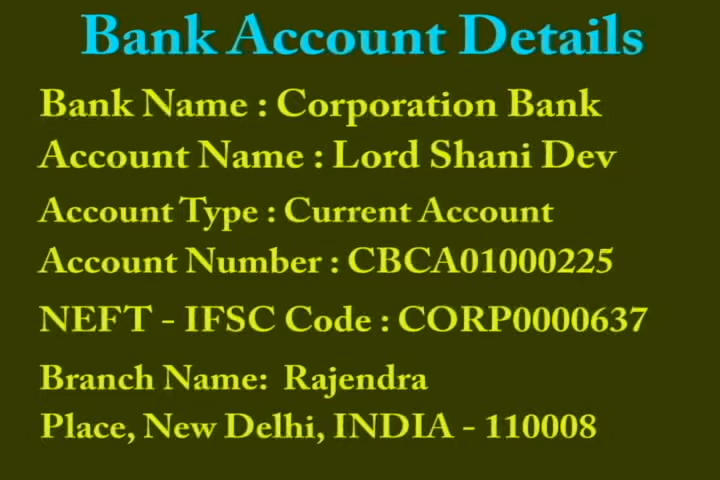 Bank Account Details
Bank Name : Corporation Bank
Account Name : Lord Shani Dev
Account Type : Current Account
Account Number : CBCA01000225
NEFT - IFSC Code : CORP0000637
Branch Name: Rajendra
Place, New Delhi, INDIA - 110008